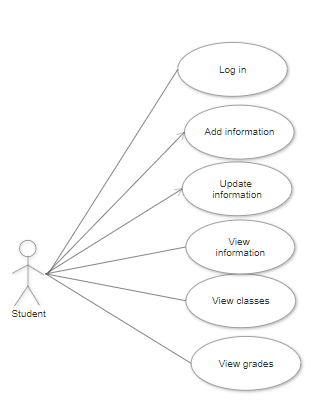 Log in
Add information
Update
information
View
information
View classes
Student
View grades